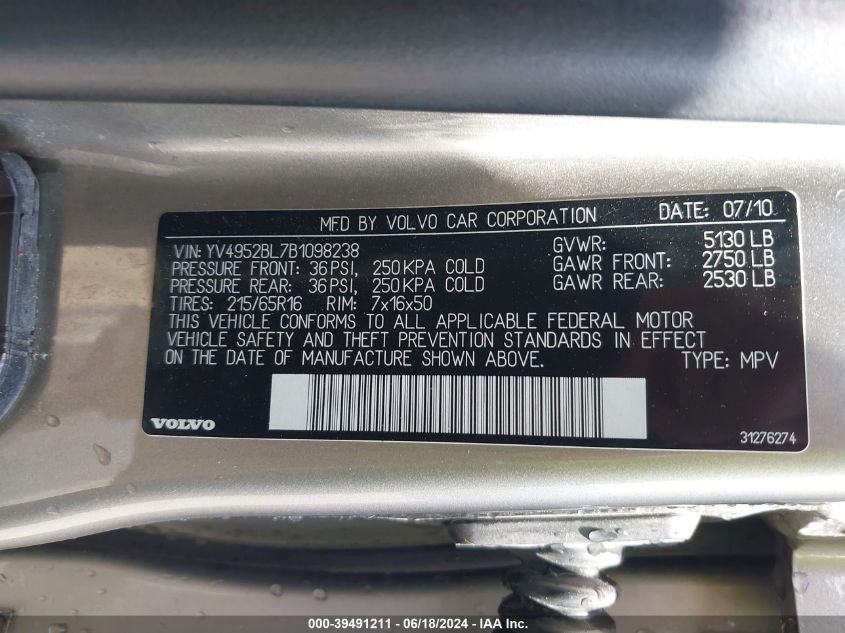 MFD BY VOLVO CAR CORPORATION DATE: 07/10
VIN: YV4952BL7B1098238 GVWR: 5130 LB
PRESSURE FRONT: 36 PSI, 250 KPA COLD GAWR FRONT: 2750 LB
PRESSURE REAR: 36 PSI, 250 KPA COLD GAWR REAR: 2530 LB
TIRES: 215/65R16 RIM: 7x16x50
THIS VEHICLE CONFORMS TO ALL APPLICABLE FEDERAL MOTOR
VEHICLE SAFETY AND THEFT PREVENTION STANDARDS IN EFFECT
ON THE DATE OF MANUFACTURE SHOWN ABOVE. TYPE: MPV
VOLVO 31276274
000-39491211 - 06/18/2024 - IAA Inc.